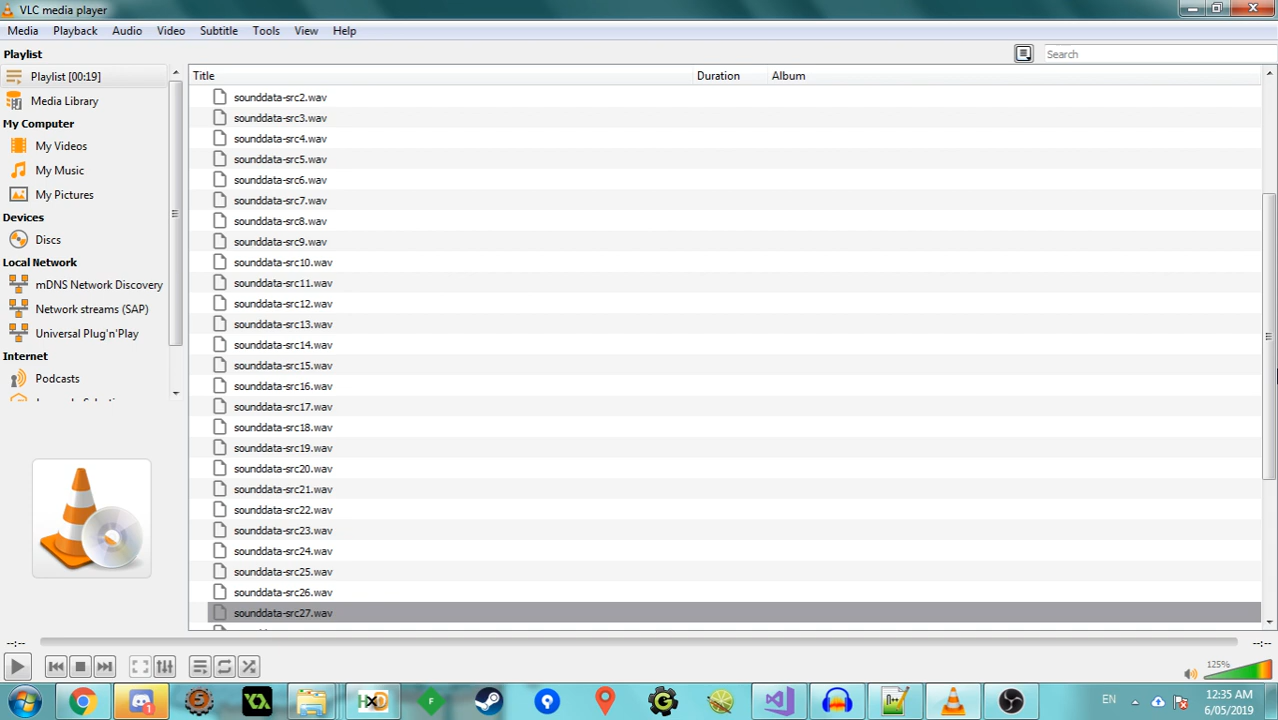 VLC media player
Media Playback Audio Video Subtitle Tools View Help
Playlist
Search
Playlist [00:19]
Media Library
My Computer
My Videos
My Music
My Pictures
Devices
Discs
Local Network
mDNS Network Discovery
Network streams (SAP)
Universal Plug'n'Play
Internet
Podcasts
Title Duration Album
sounddata-src2.wav
sounddata-src3.wav
sounddata-src4.wav
sounddata-src5.wav
sounddata-src6.wav
sounddata-src7.wav
sounddata-src8.wav
sounddata-src9.wav
sounddata-src10.wav
sounddata-src11.wav
sounddata-src12.wav
sounddata-src13.wav
sounddata-src14.wav
sounddata-src15.wav
sounddata-src16.wav
sounddata-src17.wav
sounddata-src18.wav
sounddata-src19.wav
sounddata-src20.wav
sounddata-src21.wav
sounddata-src22.wav
sounddata-src23.wav
sounddata-src24.wav
sounddata-src25.wav
sounddata-src26.wav
sounddata-src27.wav
--:-- --:--
125%
EN
12:35 AM
6/05/2019